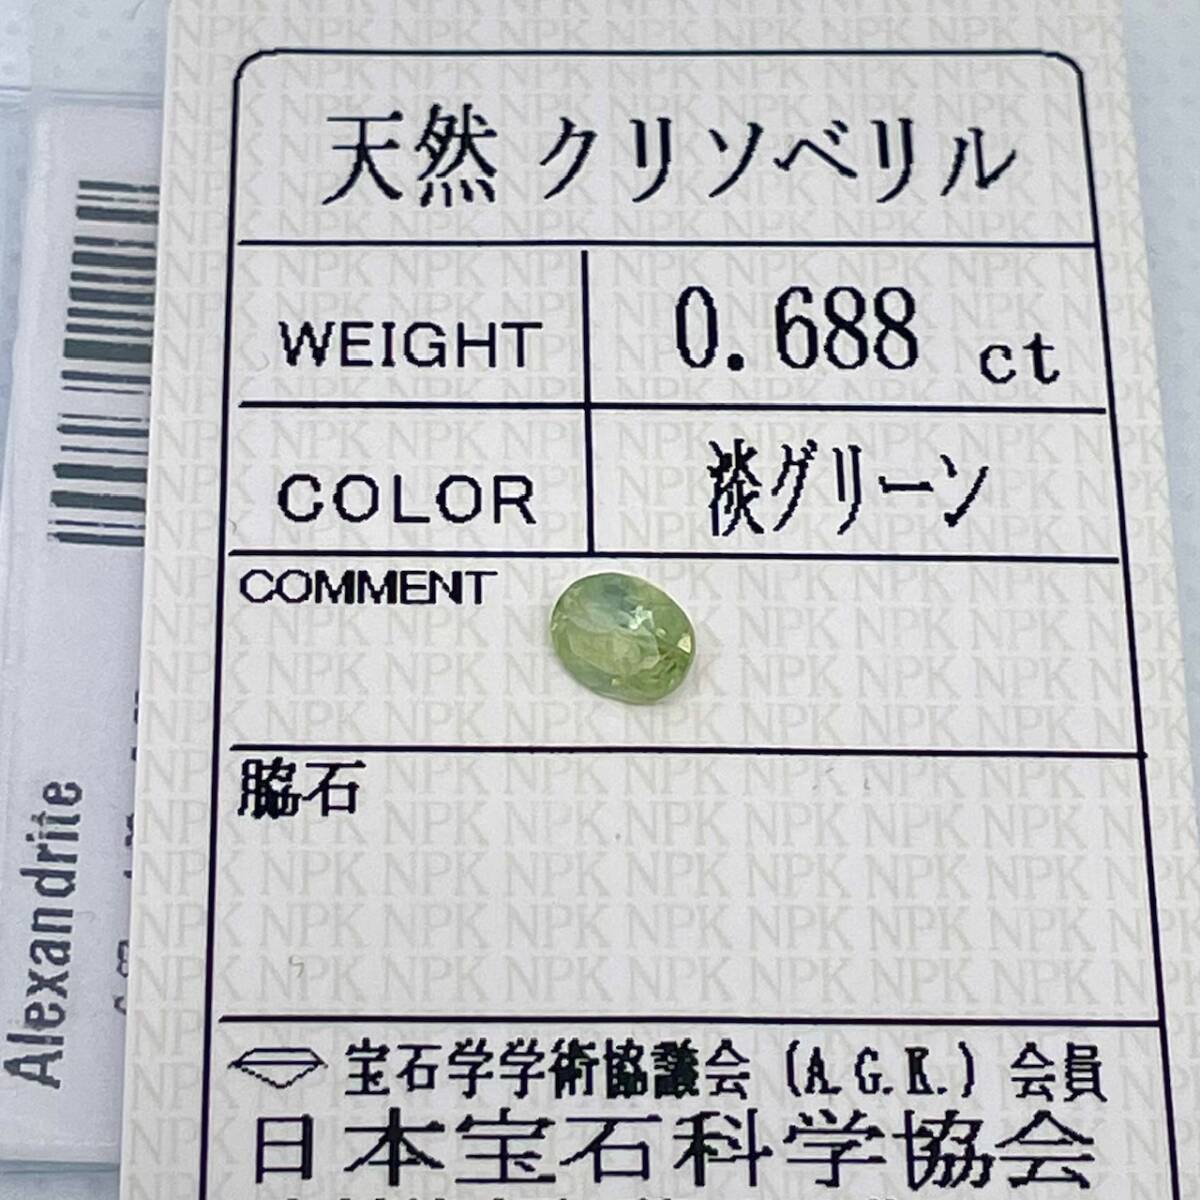 天然 クリソベリル
WEIGHT 0.688 ct
COLOR 淡グリーン
COMMENT
脇石
宝石学学術協議会 (A.G.K.) 会員
日本宝石科学協会
Alexandrite